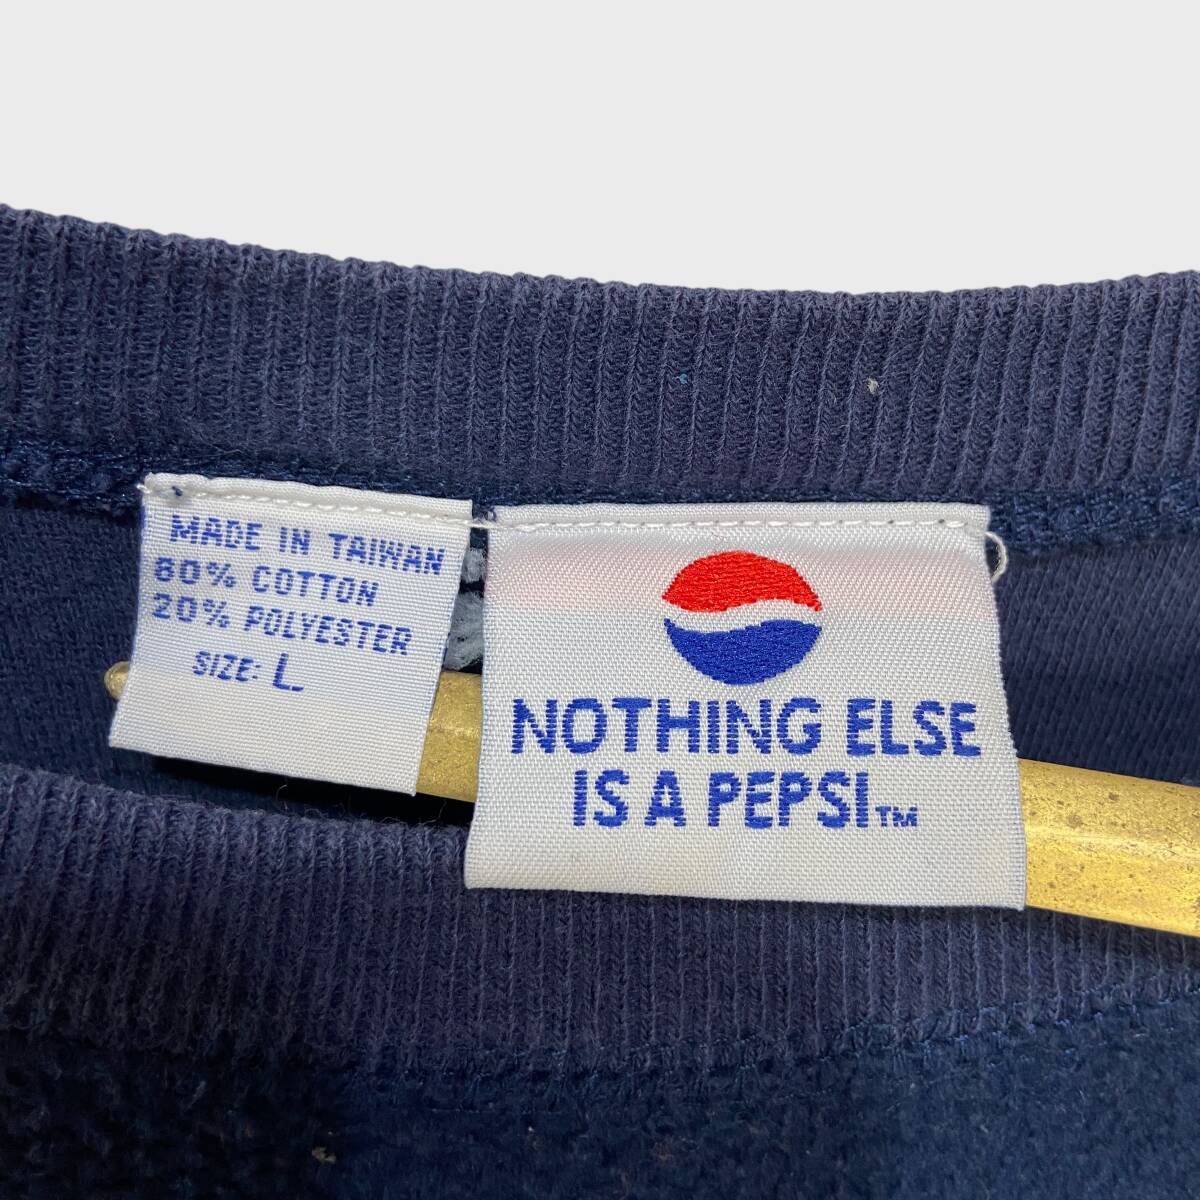 MADE IN TAIWAN
80% COTTON
20% POLYESTER
SIZE: L
NOTHING ELSE
IS A PEPSI™